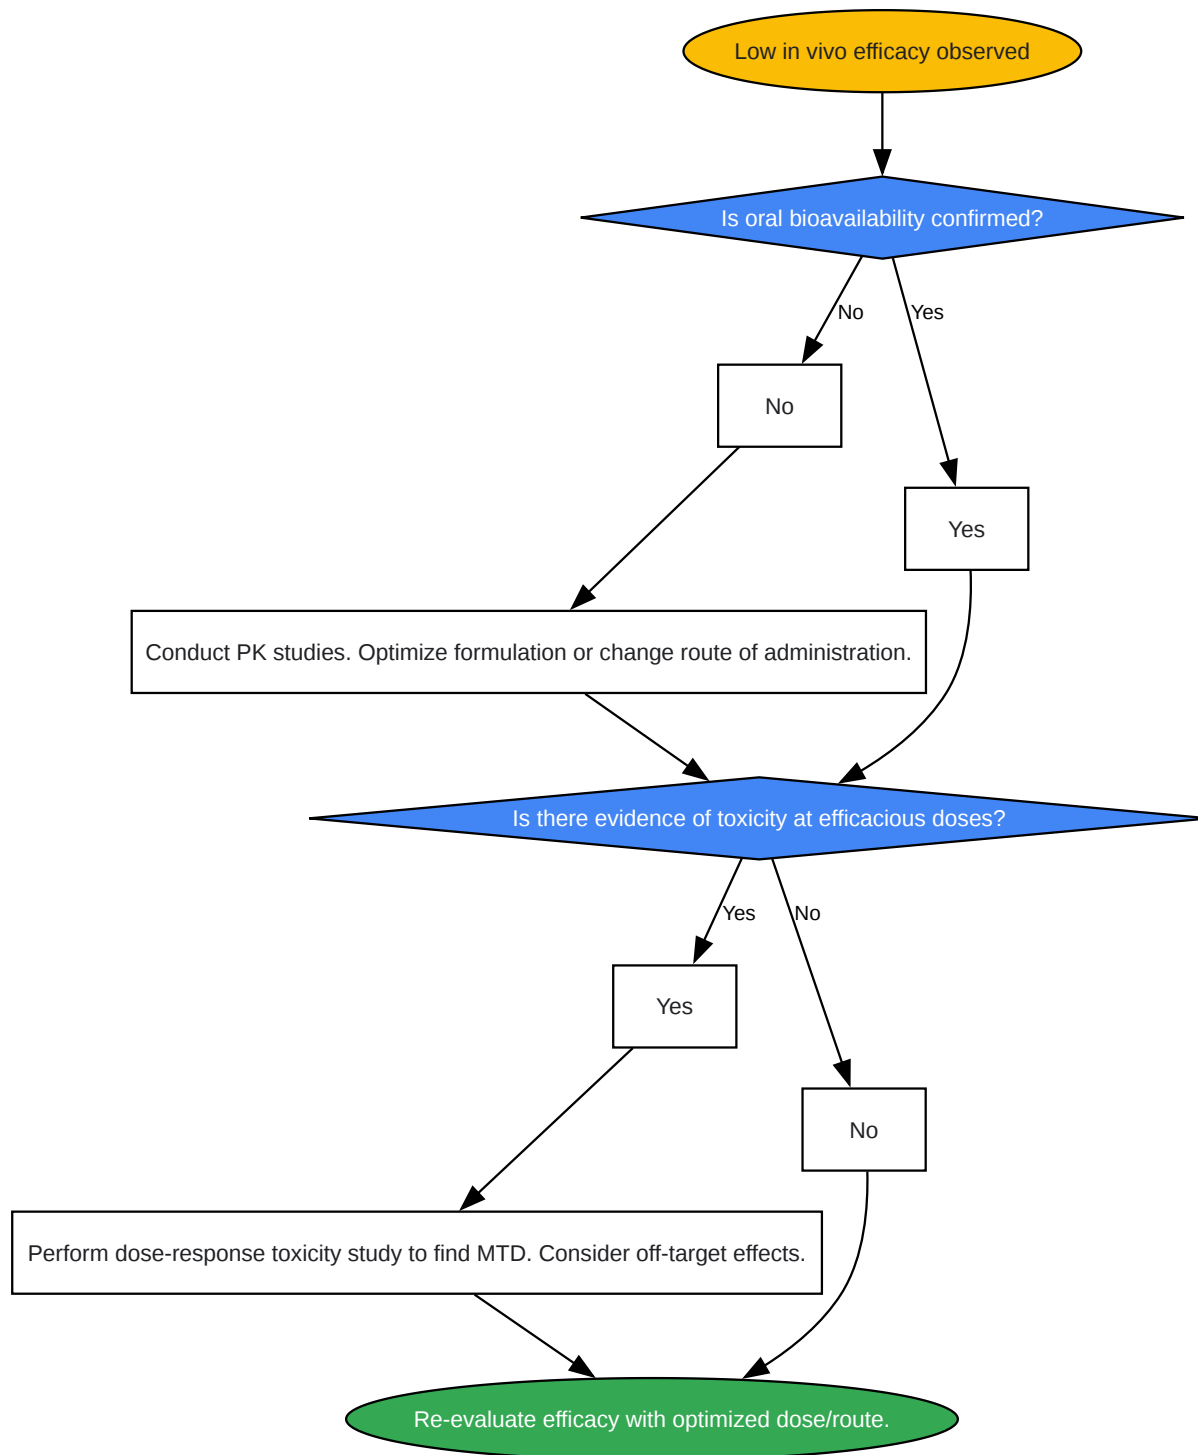 Low in vivo efficacy observed
Is oral bioavailability confirmed?
No
Yes
No
Yes
Conduct PK studies. Optimize formulation or change route of administration.
Is there evidence of toxicity at efficacious doses?
Yes
No
Yes
No
Perform dose-response toxicity study to find MTD. Consider off-target effects.
Re-evaluate efficacy with optimized dose/route.